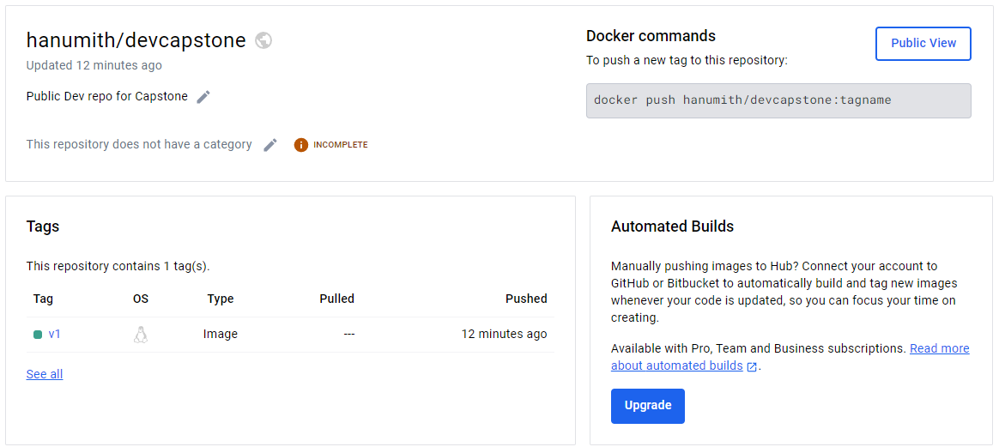 hanumith/devcapstone
Updated 12 minutes ago
Public Dev repo for Capstone
This repository does not have a category
INCOMPLETE
Docker commands
To push a new tag to this repository:
Public View
docker push hanumith/devcapstone:tagname
Tags
This repository contains 1 tag(s).
Tag OS Type Pulled Pushed
v1 Image --- 12 minutes ago
See all
Automated Builds
Manually pushing images to Hub? Connect your account to
GitHub or Bitbucket to automatically build and tag new images
whenever your code is updated, so you can focus your time on
creating.
Available with Pro, Team and Business subscriptions. Read more
about automated builds.
Upgrade